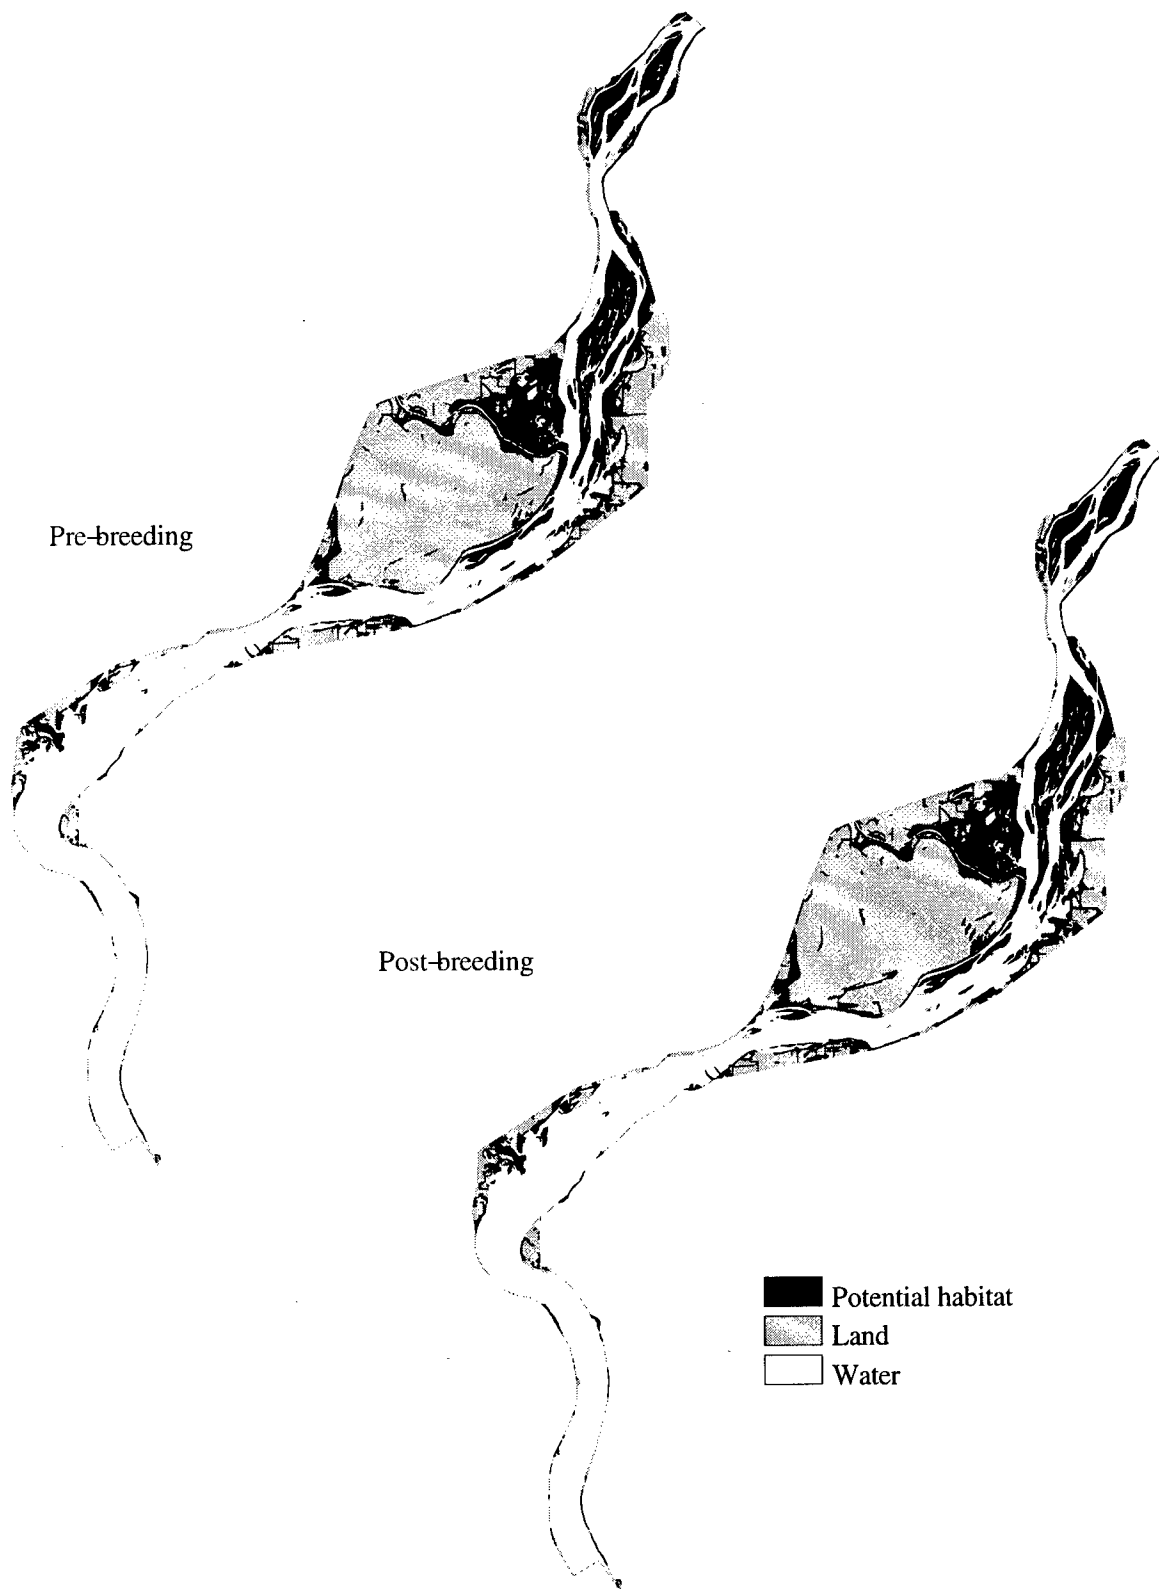 Pre-breeding
Post-breeding
Potential habitat
Land
Water